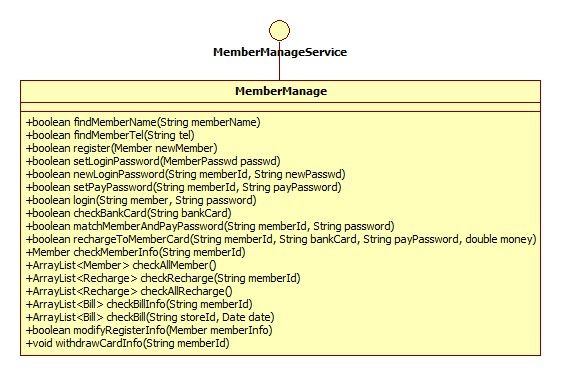 MemberManageService
MemberManage
+boolean findMemberName(String memberName)
+boolean findMemberTel(String tel)
+boolean register(Member newMember)
+boolean setLoginPassword(MemberPasswd passwd)
+boolean newLoginPassword(String memberId, String newPasswd)
+boolean setPayPassword(String memberId, String payPassword)
+boolean login(String member, String password)
+boolean checkBankCard(String bankCard)
+boolean matchMemberAndPayPassword(String memberId, String password)
+boolean rechargeToMemberCard(String memberId, String bankCard, String payPassword, double money)
+Member checkMemberInfo(String memberId)
+ArrayList<Member> checkAllMember()
+ArrayList<Recharge> checkRecharge(String memberId)
+ArrayList<Recharge> checkAllRecharge()
+ArrayList<Bill> checkBillInfo(String memberId)
+ArrayList<Bill> checkBill(String storeId, Date date)
+boolean modifyRegisterInfo(Member memberInfo)
+void withdrawCardInfo(String memberId)